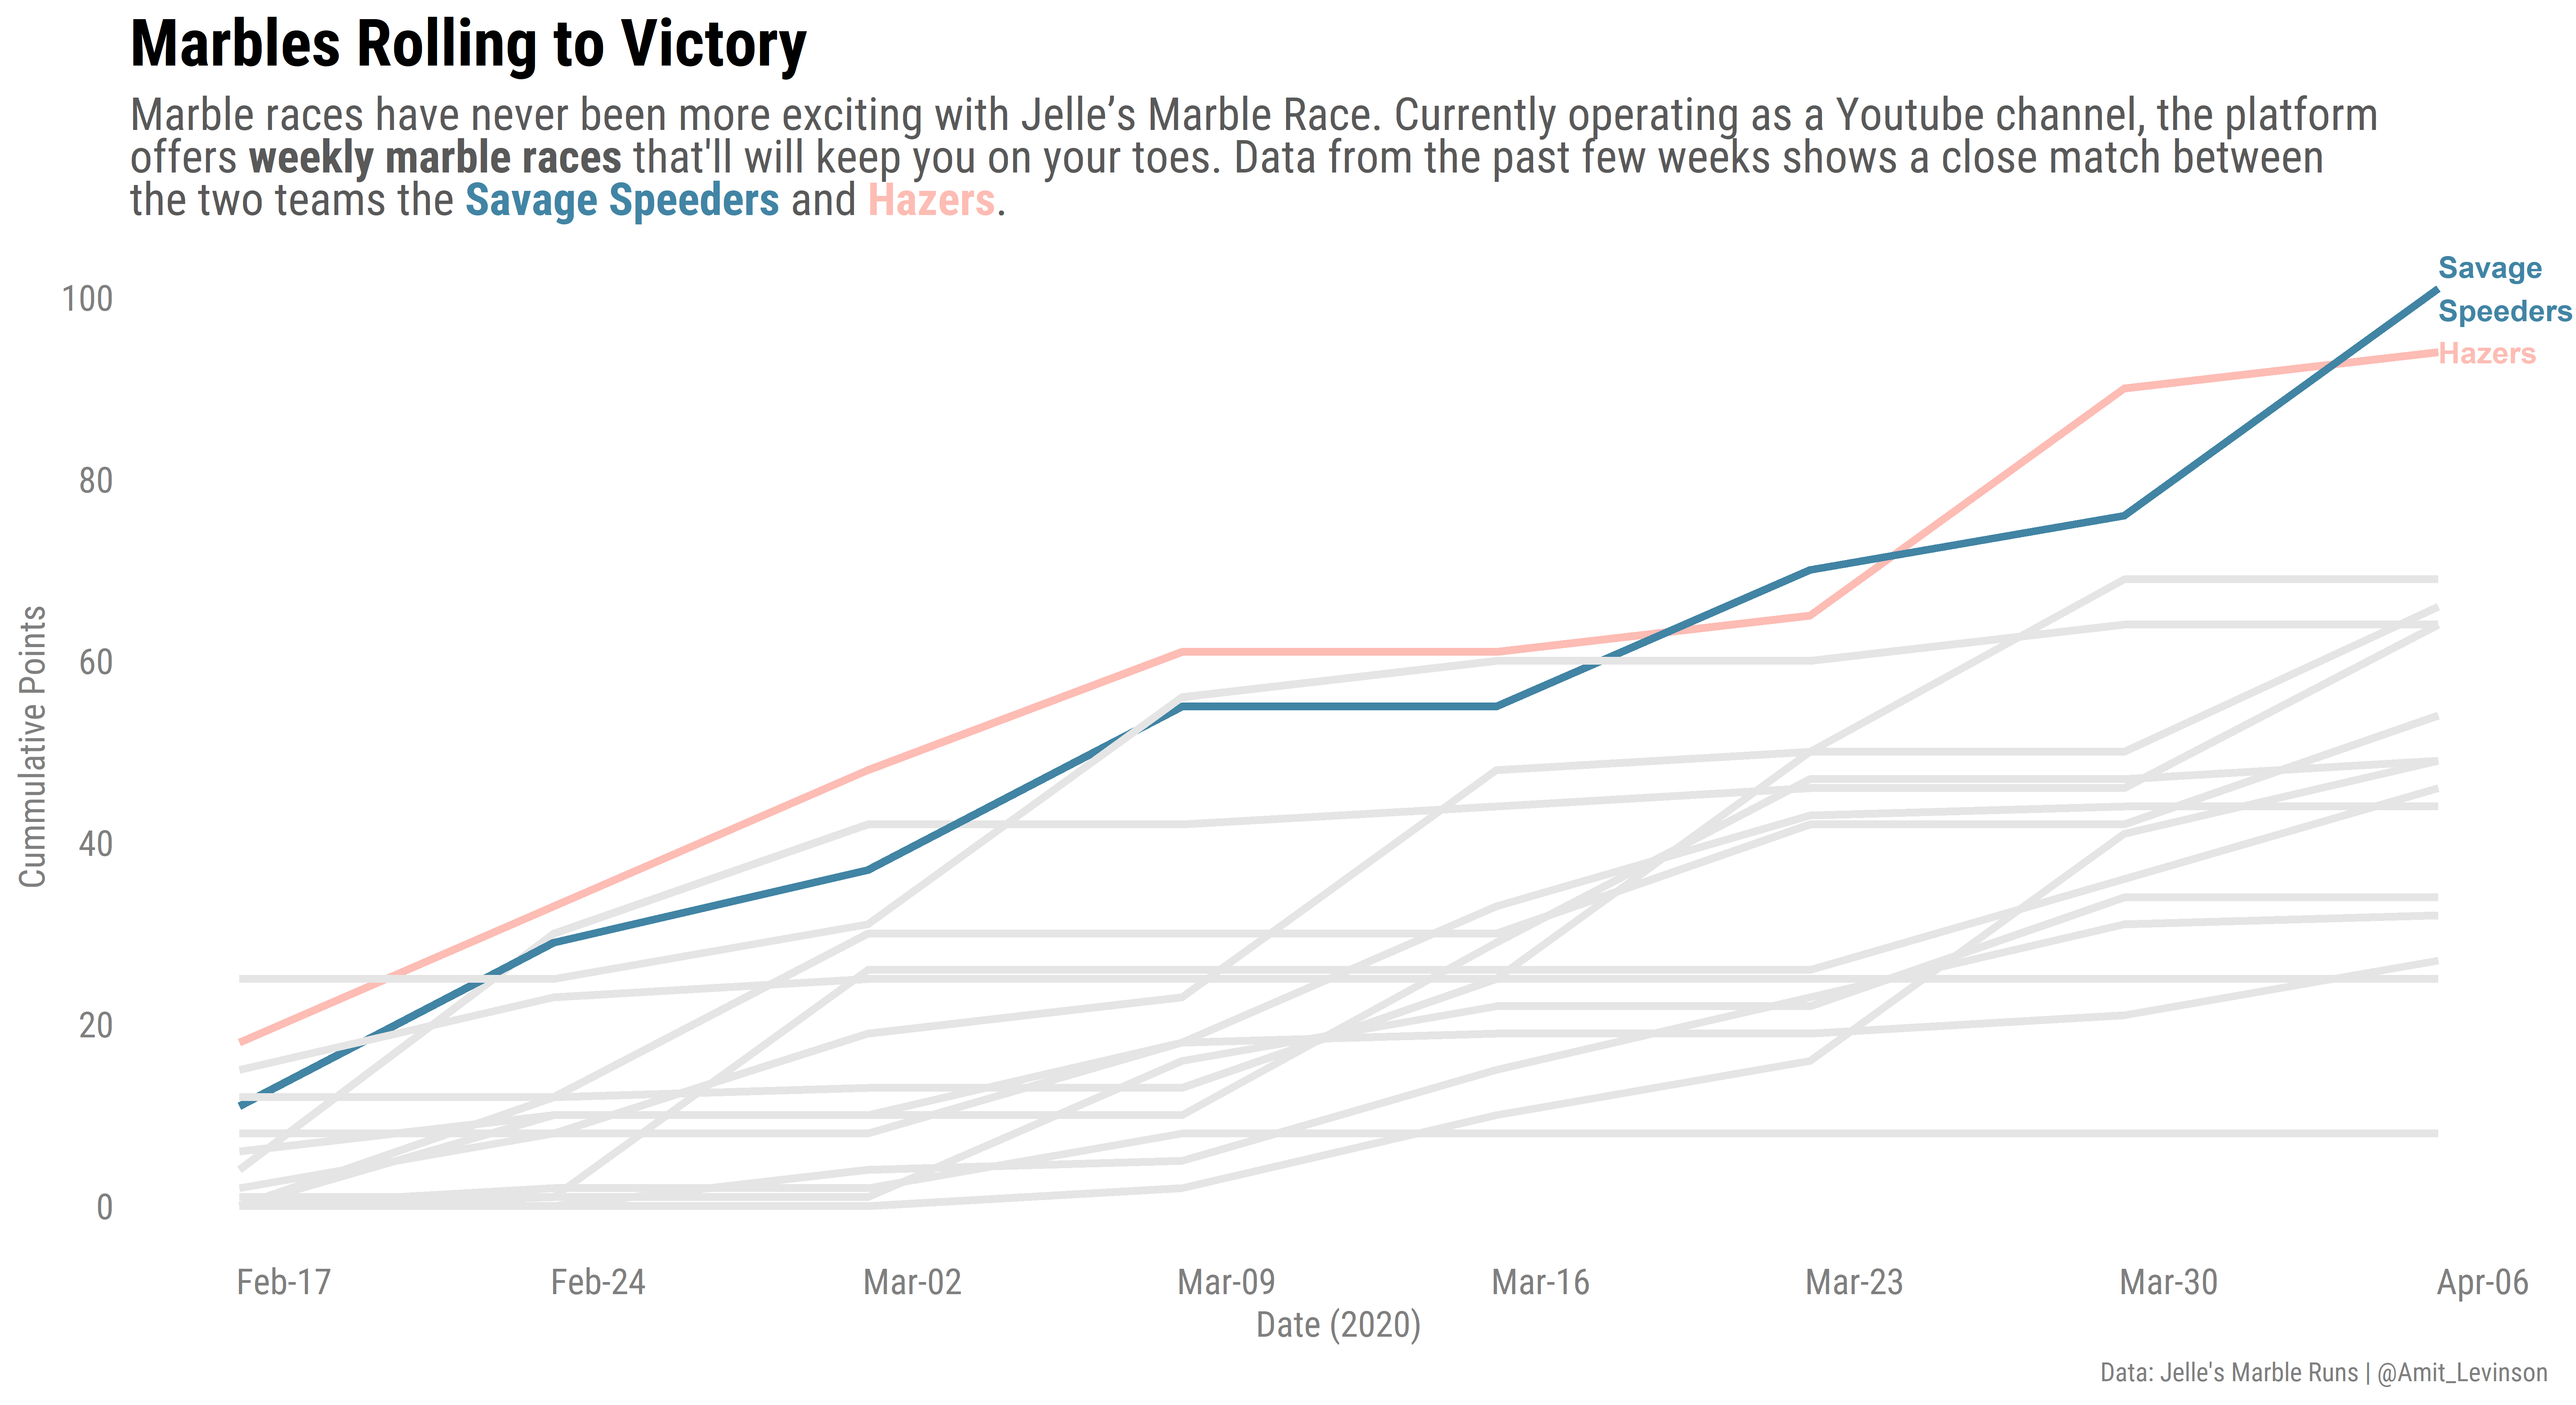 Marbles Rolling to Victory
Marble races have never been more exciting with Jelle’s Marble Race. Currently operating as a Youtube channel, the platform
offers weekly marble races that'll will keep you on your toes. Data from the past few weeks shows a close match between
the two teams the Savage Speeders and Hazers.
Savage
Speeders
Hazers
100
80
60
40
20
0
Cummulative Points
Feb-17
Feb-24
Mar-02
Mar-09
Mar-16
Mar-23
Mar-30
Apr-06
Date (2020)
Data: Jelle's Marble Runs | @Amit_Levinson